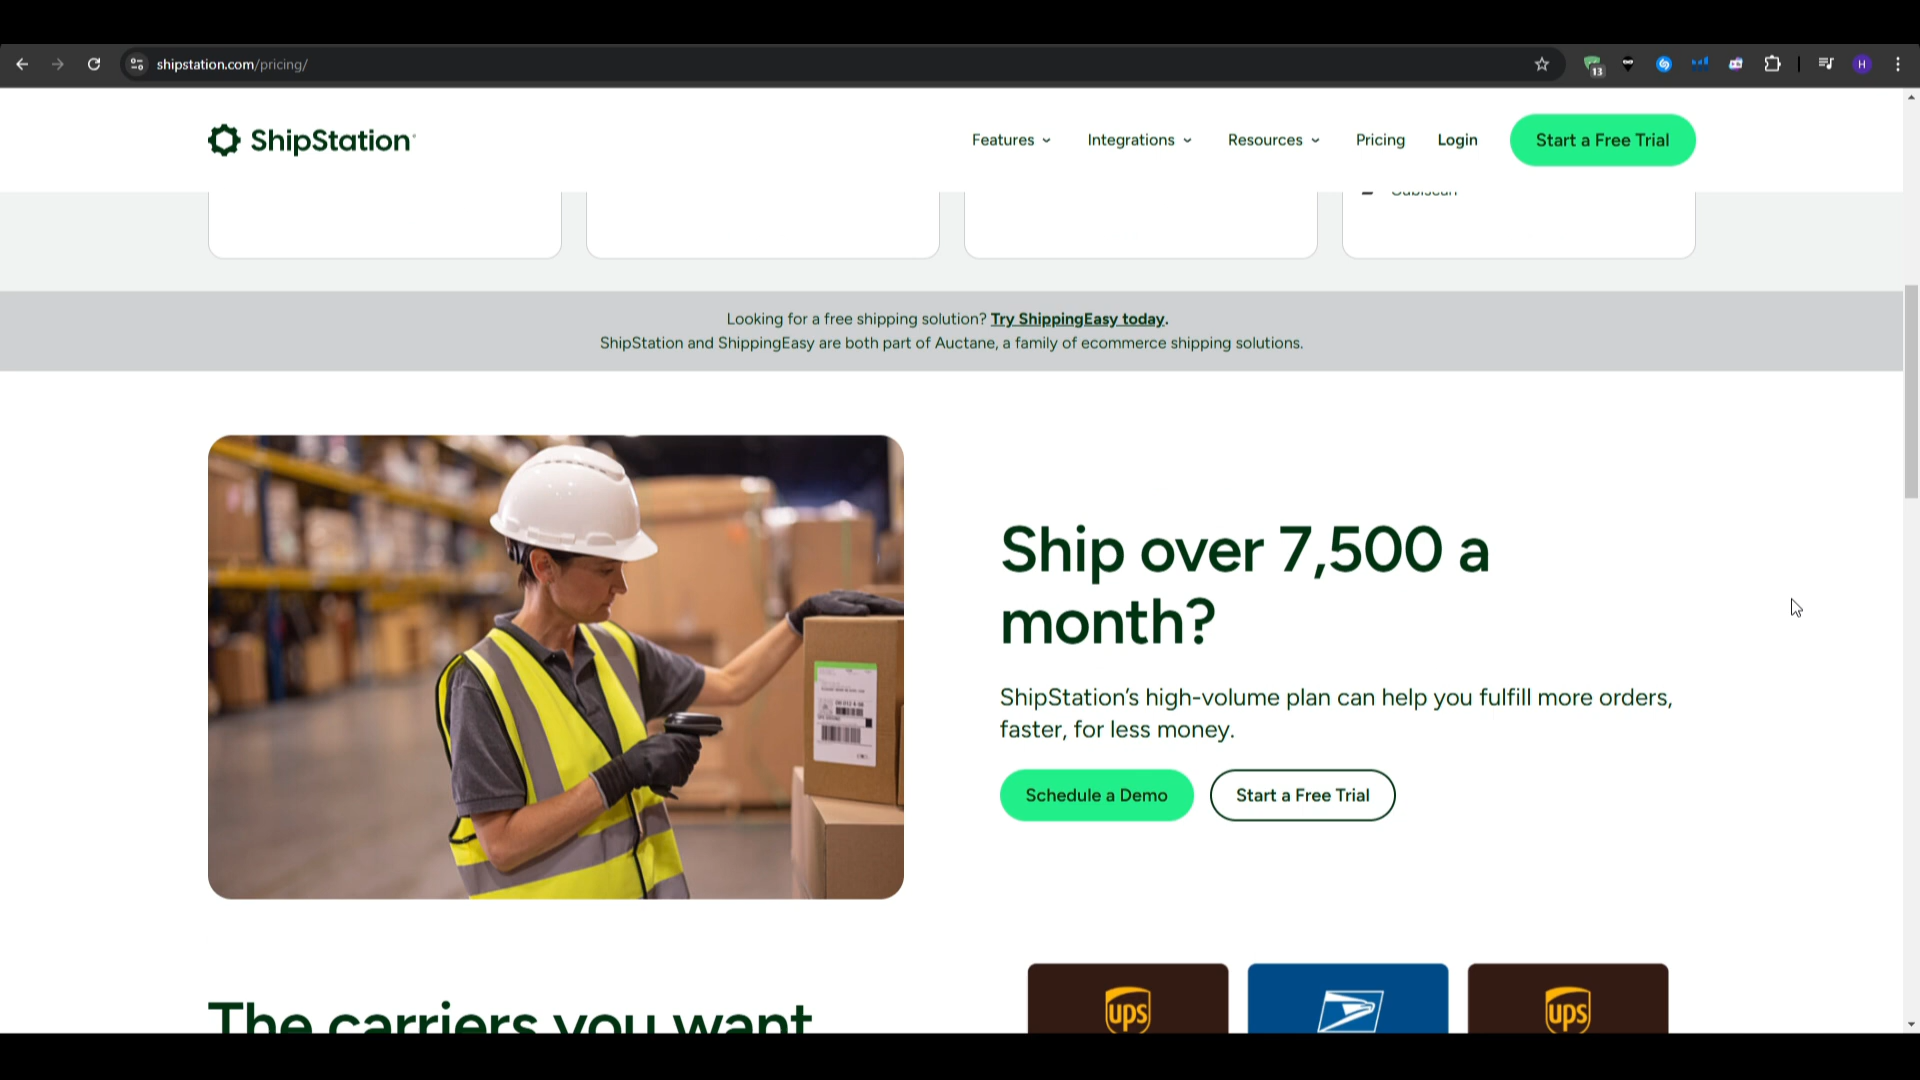 shipstation.com/pricing/
13
H
ShipStation
Features
Integrations
Resources
Pricing
Login
Start a Free Trial
Looking for a free shipping solution? Try ShippingEasy today.
ShipStation and ShippingEasy are both part of Auctane, a family of ecommerce shipping solutions.
Ship over 7,500 a
month?
ShipStation’s high-volume plan can help you fulfill more orders,
faster, for less money.
Schedule a Demo
Start a Free Trial
The carriers you want
ups
ups